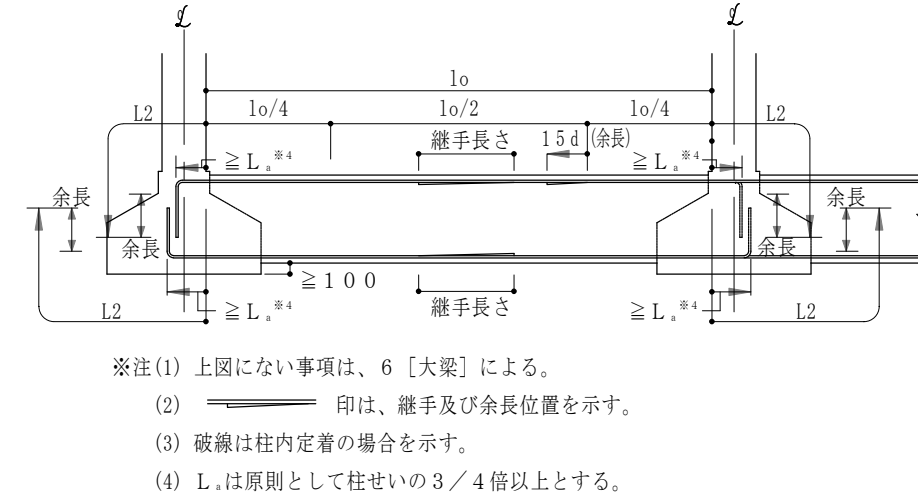 ℄ ℄
lo
L2 lo/4 lo/2 lo/4 L2
継手長さ 15d (余長)
≧Lₐ※4 ≧Lₐ※4
余長 余長
余長 余長
≧100
L2 ≧Lₐ※4 継手長さ ≧Lₐ※4 L2
※注(1) 上図にない事項は、6 [大梁] による。
(2) 印は、継手及び余長位置を示す。
(3) 破線は柱内定着の場合を示す。
(4) Lₐは原則として柱せいの3/4倍以上とする。